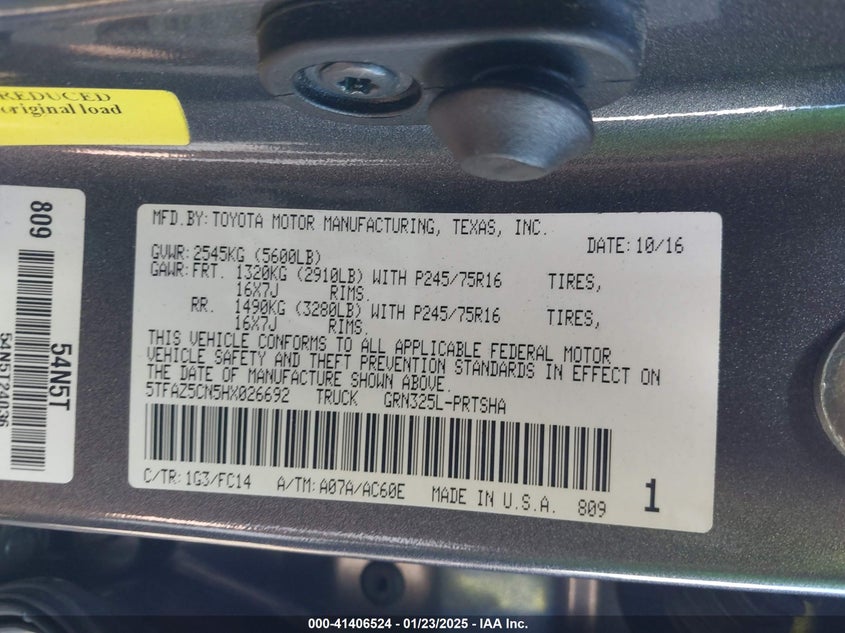 REDUCED
original load
809
54N5T
MFD.BY: TOYOTA MOTOR MANUFACTURING, TEXAS, INC.
DATE: 10/16
GVWR: 2545KG (5600LB)
GAWR: FRT. 1320KG (2910LB) WITH P245/75R16 TIRES,
16X7J RIMS.
RR. 1490KG (3280LB) WITH P245/75R16 TIRES,
16X7J RIMS.
THIS VEHICLE CONFORMS TO ALL APPLICABLE FEDERAL MOTOR
VEHICLE SAFETY AND THEFT PREVENTION STANDARDS IN EFFECT ON
THE DATE OF MANUFACTURE SHOWN ABOVE.
5TFAZ5CN5HX026692 TRUCK GRN325L-PRTSHA
C/TR: 1G3/FC14 A/TM: A07A/AC60E MADE IN U.S.A. 809 1
000-41406524 — 01/23/2025 — IAA Inc.